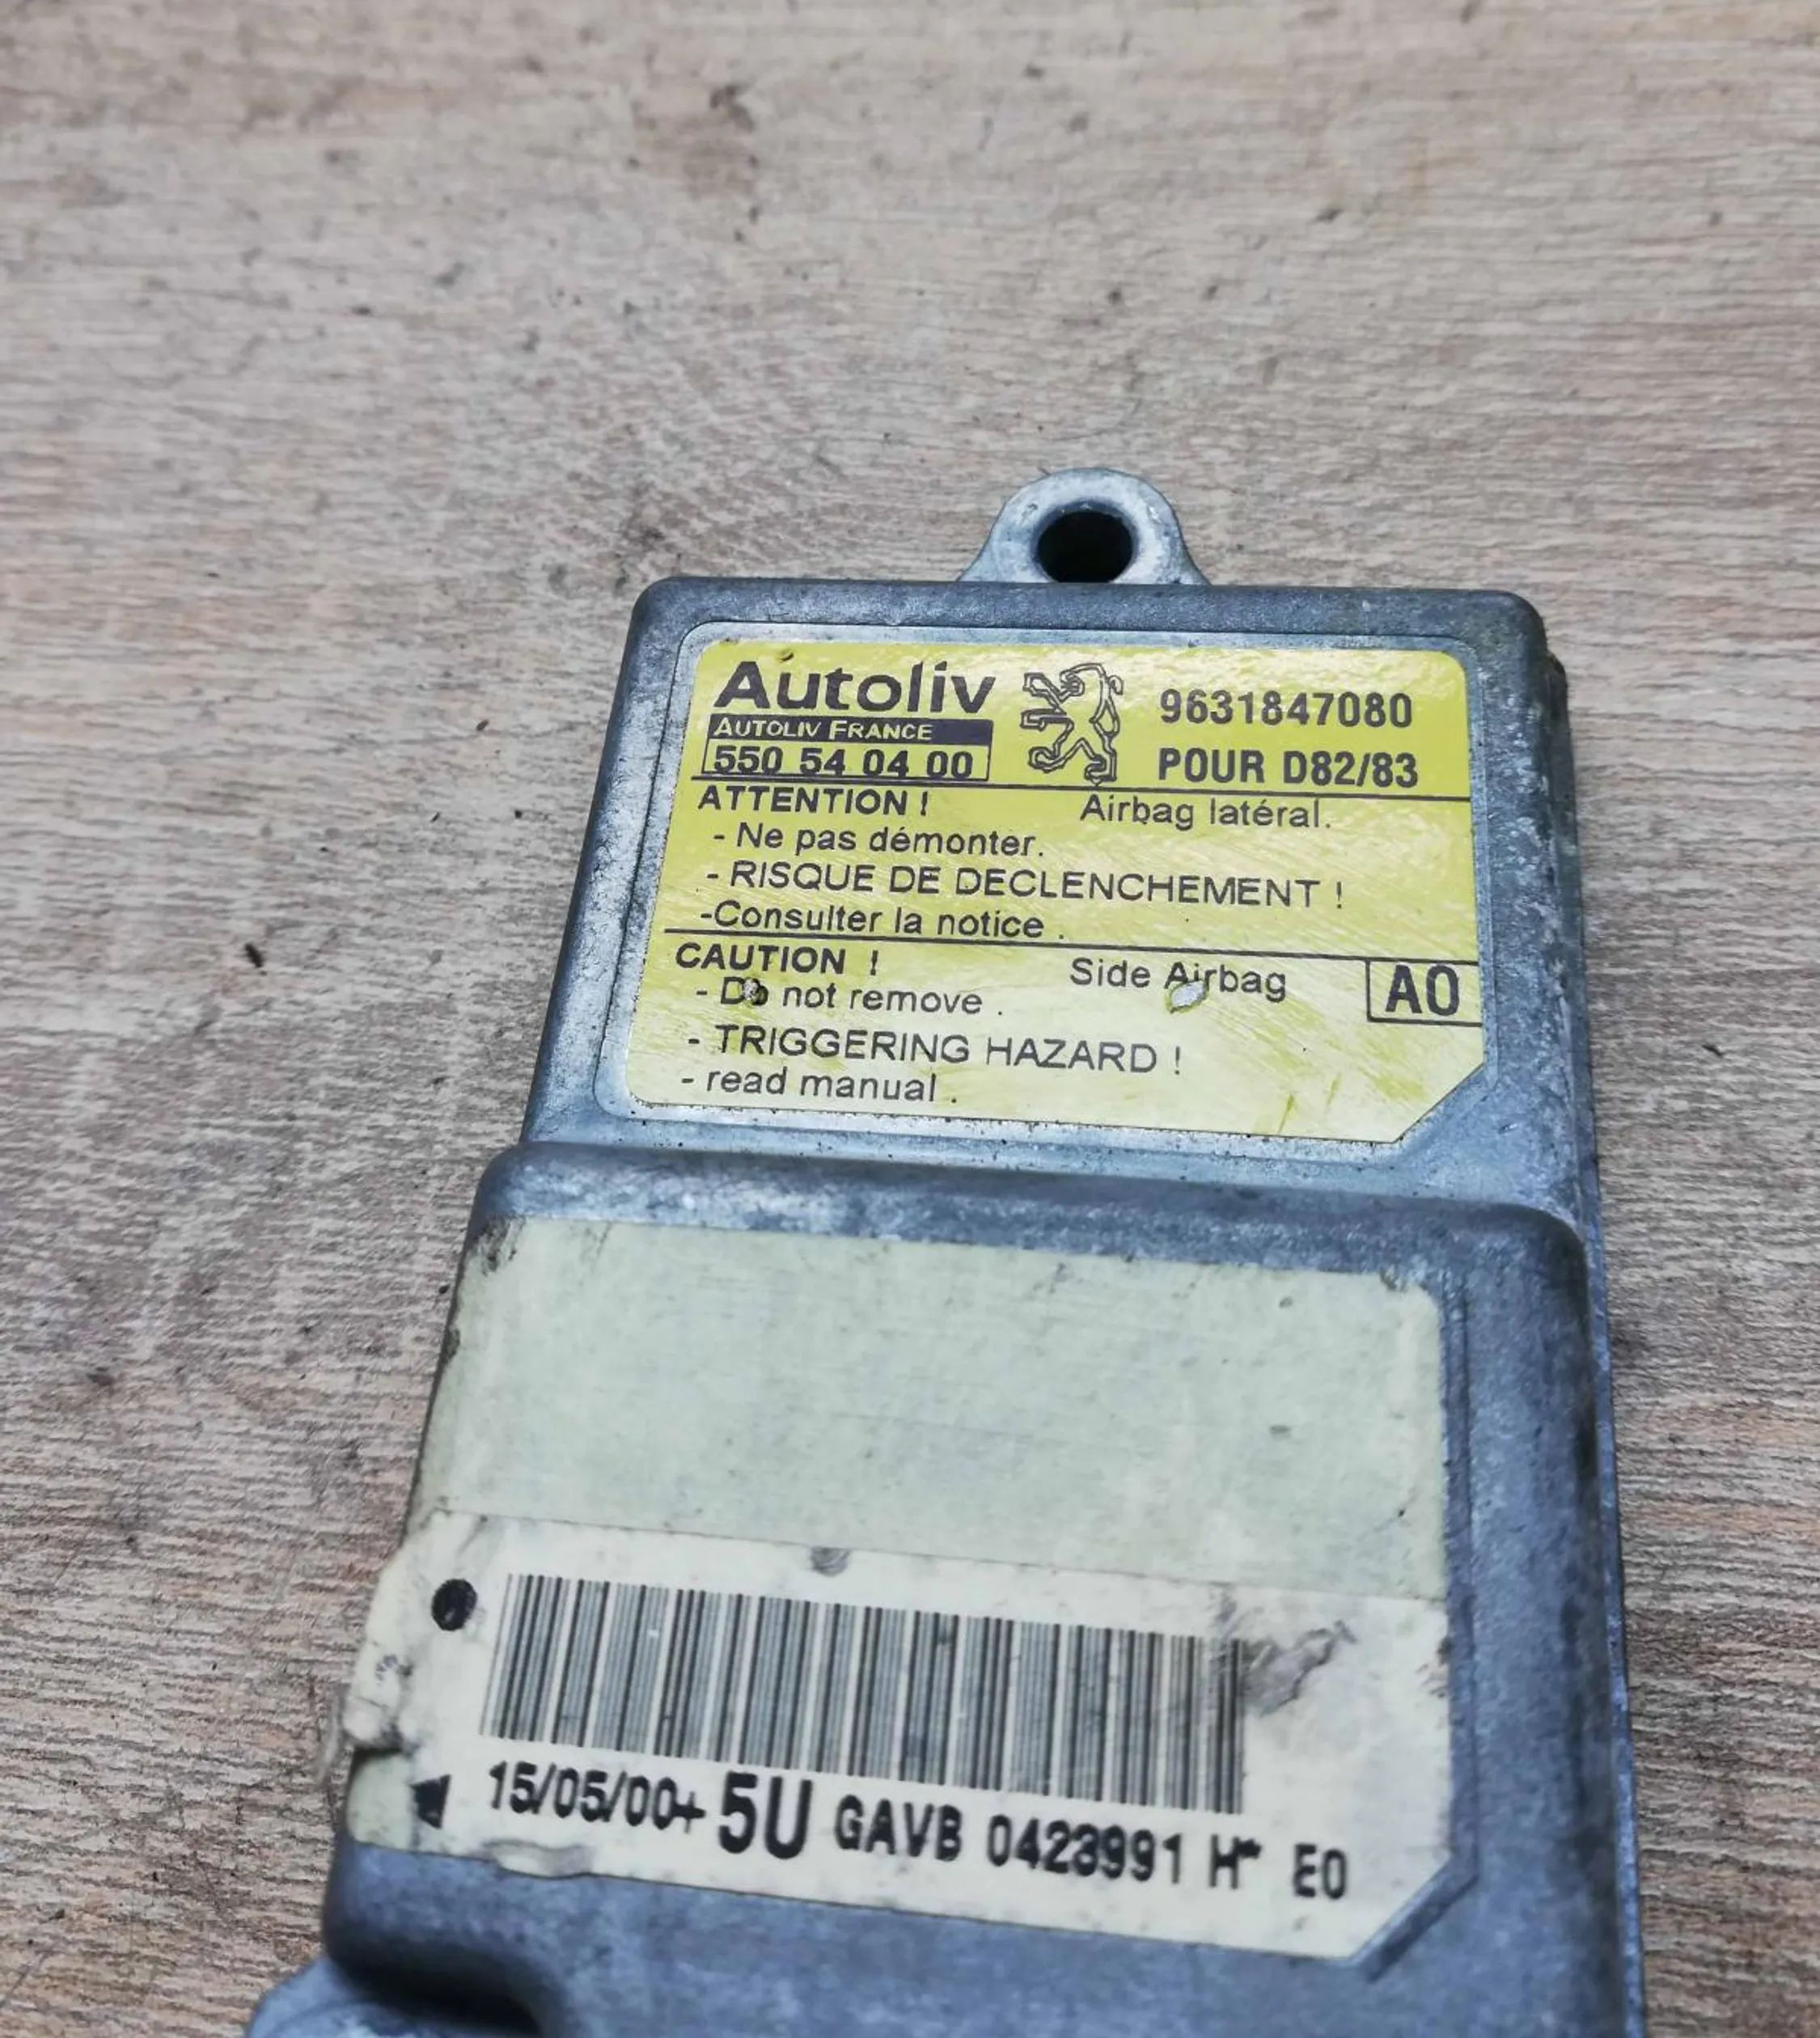 Autoliv
AUTOLIV FRANCE
550 54 04 00
9631847080
POUR D82/83
ATTENTION ! Airbag latéral.
- Ne pas démonter.
- RISQUE DE DECLENCHEMENT !
-Consulter la notice .
CAUTION ! Side Airbag
- Do not remove .
A0
- TRIGGERING HAZARD !
- read manual .
15/05/00+ 5U GAVB 0423991 H* E0